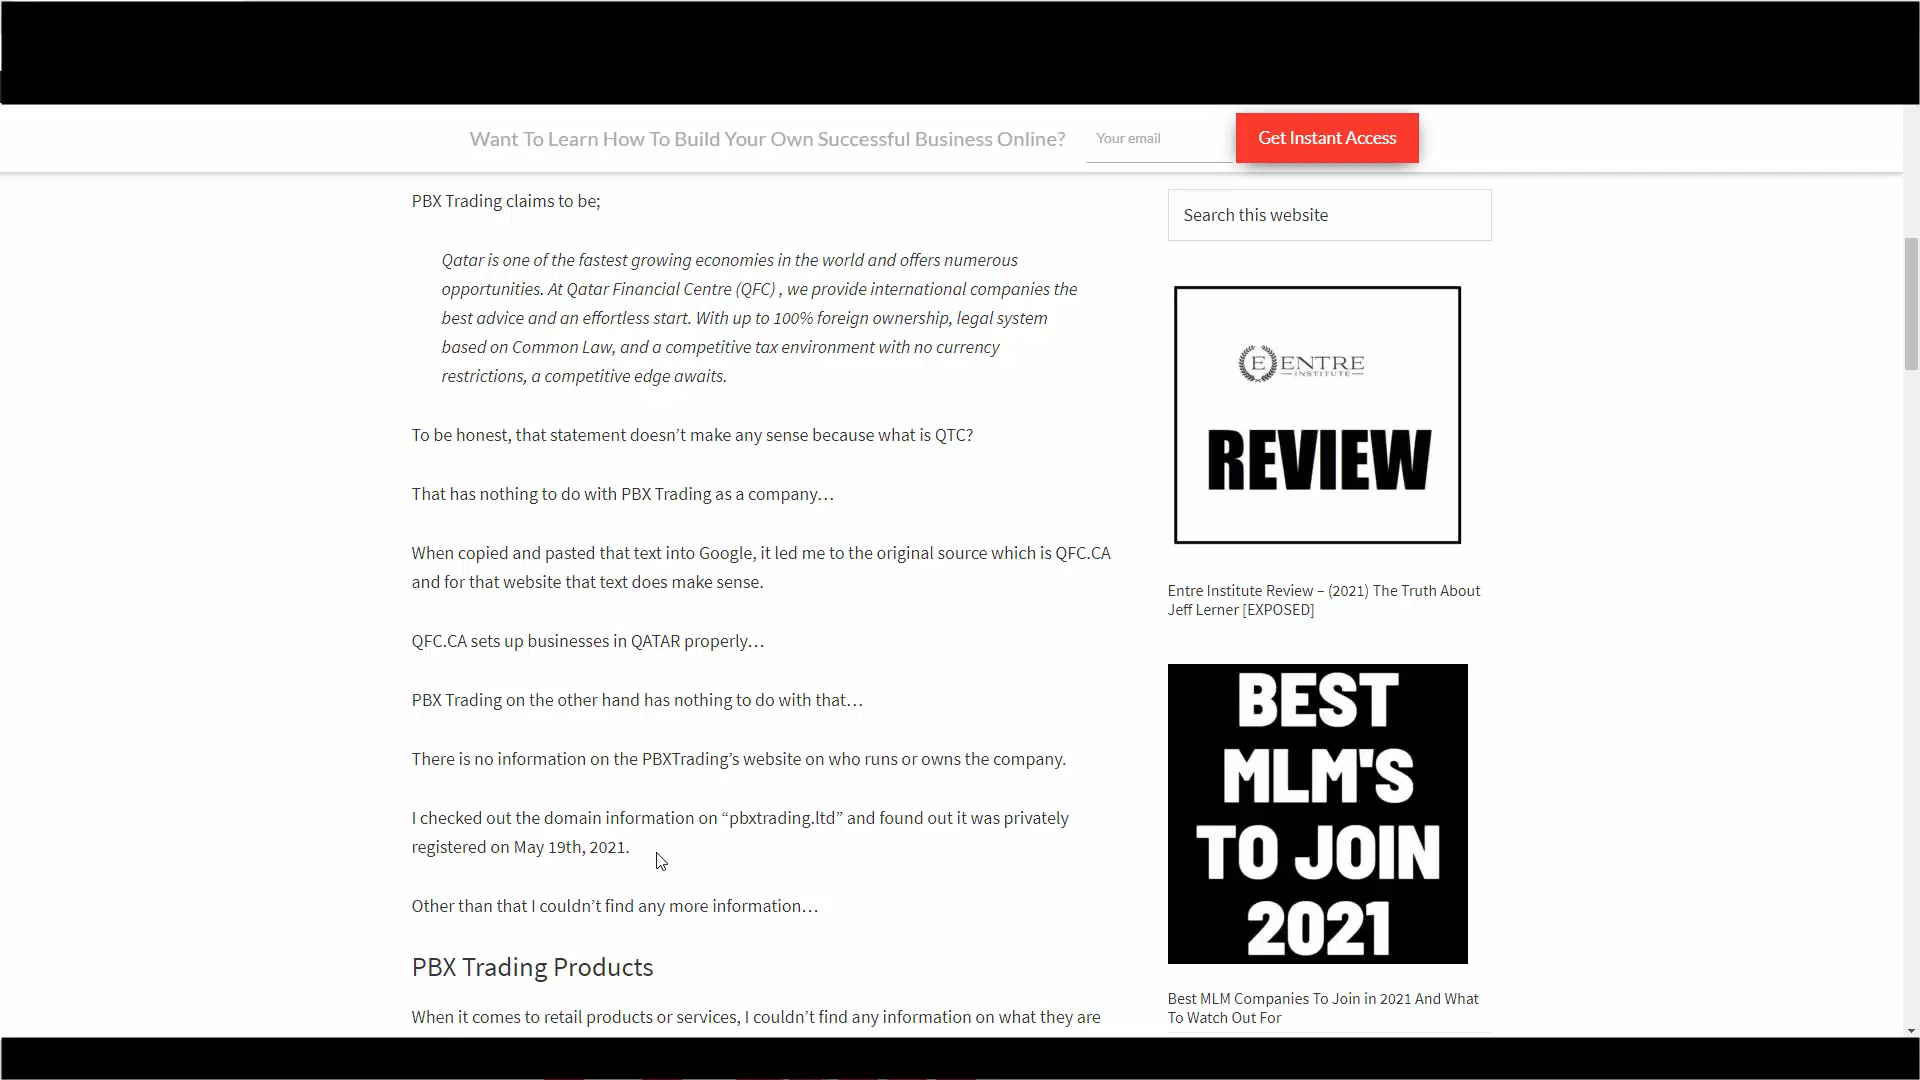 Want To Learn How To Build Your Own Successful Business Online?
Your email
Get Instant Access
PBX Trading claims to be;
Qatar is one of the fastest growing economies in the world and offers numerous
opportunities. At Qatar Financial Centre (QFC) , we provide international companies the
best advice and an effortless start. With up to 100% foreign ownership, legal system
based on Common Law, and a competitive tax environment with no currency
restrictions, a competitive edge awaits.
To be honest, that statement doesn’t make any sense because what is QTC?
That has nothing to do with PBX Trading as a company…
When copied and pasted that text into Google, it led me to the original source which is QFC.CA
and for that website that text does make sense.
QFC.CA sets up businesses in QATAR properly…
PBX Trading on the other hand has nothing to do with that…
There is no information on the PBXTrading’s website on who runs or owns the company.
I checked out the domain information on “pbxtrading.ltd” and found out it was privately
registered on May 19th, 2021.
Other than that I couldn’t find any more information…
PBX Trading Products
When it comes to retail products or services, I couldn’t find any information on what they are
Search this website
E ENTRE
INSTITUTE
REVIEW
Entre Institute Review – (2021) The Truth About
Jeff Lerner [EXPOSED]
BEST
MLM'S
TO JOIN
2021
Best MLM Companies To Join in 2021 And What
To Watch Out For